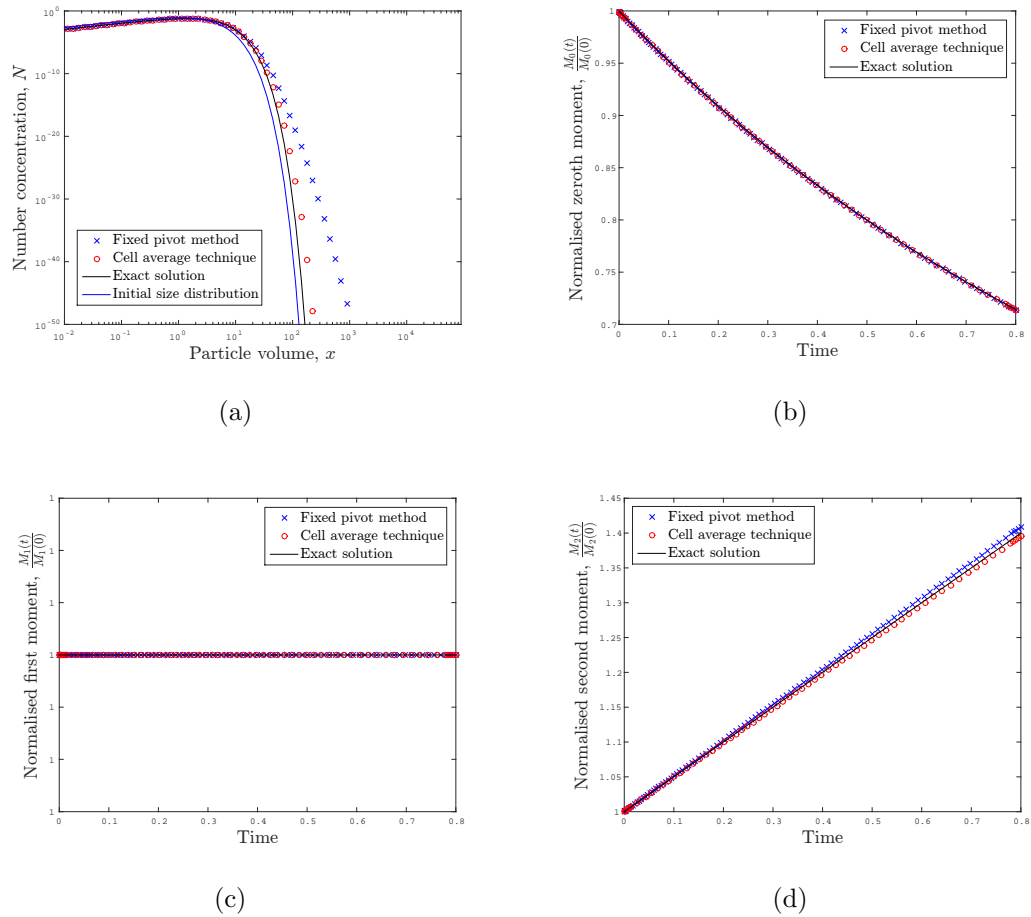 10^0
10^-10
10^-20
10^-30
10^-40
10^-50
Number concentration, N
Fixed pivot method
Cell average technique
Exact solution
Initial size distribution
10^-2 10^-1 10^0 10^1 10^2 10^3 10^4
Particle volume, x
(a)
1
0.95
0.9
0.85
0.8
0.75
0.7
Normalised zeroth moment, M_0(t)/M_0(0)
Fixed pivot method
Cell average technique
Exact solution
0 0.1 0.2 0.3 0.4 0.5 0.6 0.7 0.8
Time
(b)
1
1
1
1
1
1
1
Normalised first moment, M_1(t)/M_1(0)
Fixed pivot method
Cell average technique
Exact solution
0 0.1 0.2 0.3 0.4 0.5 0.6 0.7 0.8
Time
(c)
1.45
1.4
1.35
1.3
1.25
1.2
1.15
1.1
1.05
1
Normalised second moment, M_2(t)/M_2(0)
Fixed pivot method
Cell average technique
Exact solution
0 0.1 0.2 0.3 0.4 0.5 0.6 0.7 0.8
Time
(d)